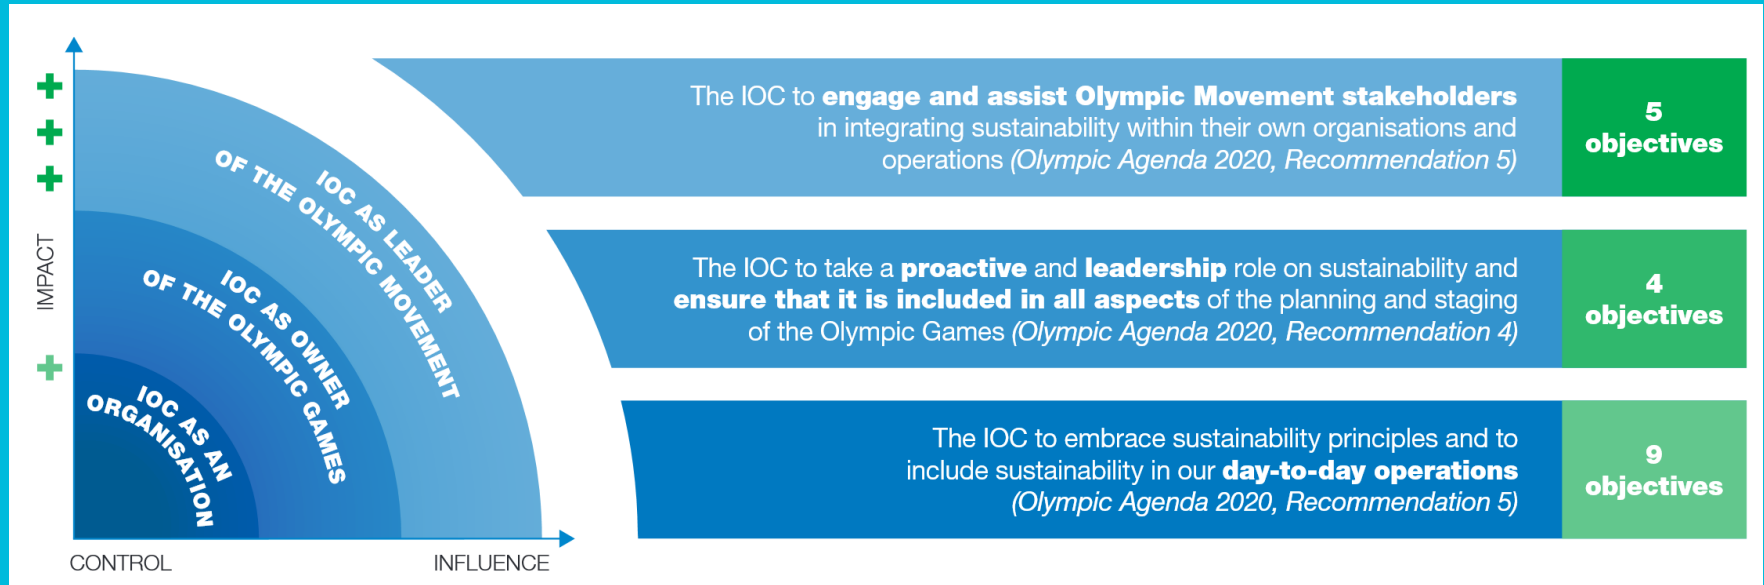 IMPACT
CONTROL
INFLUENCE
IOC AS LEADER
OF THE OLYMPIC MOVEMENT
IOC AS OWNER
OF THE OLYMPIC GAMES
IOC AS AN
ORGANISATION
The IOC to engage and assist Olympic Movement stakeholders
in integrating sustainability within their own organisations and
operations (Olympic Agenda 2020, Recommendation 5)
5
objectives
The IOC to take a proactive and leadership role on sustainability and
ensure that it is included in all aspects of the planning and staging
of the Olympic Games (Olympic Agenda 2020, Recommendation 4)
4
objectives
The IOC to embrace sustainability principles and to
include sustainability in our day-to-day operations
(Olympic Agenda 2020, Recommendation 5)
9
objectives